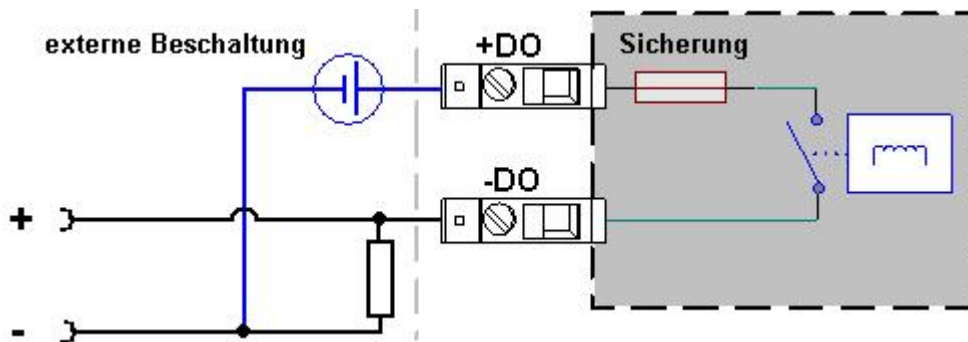 externe Beschaltung
+DO
Sicherung
-DO
+
-